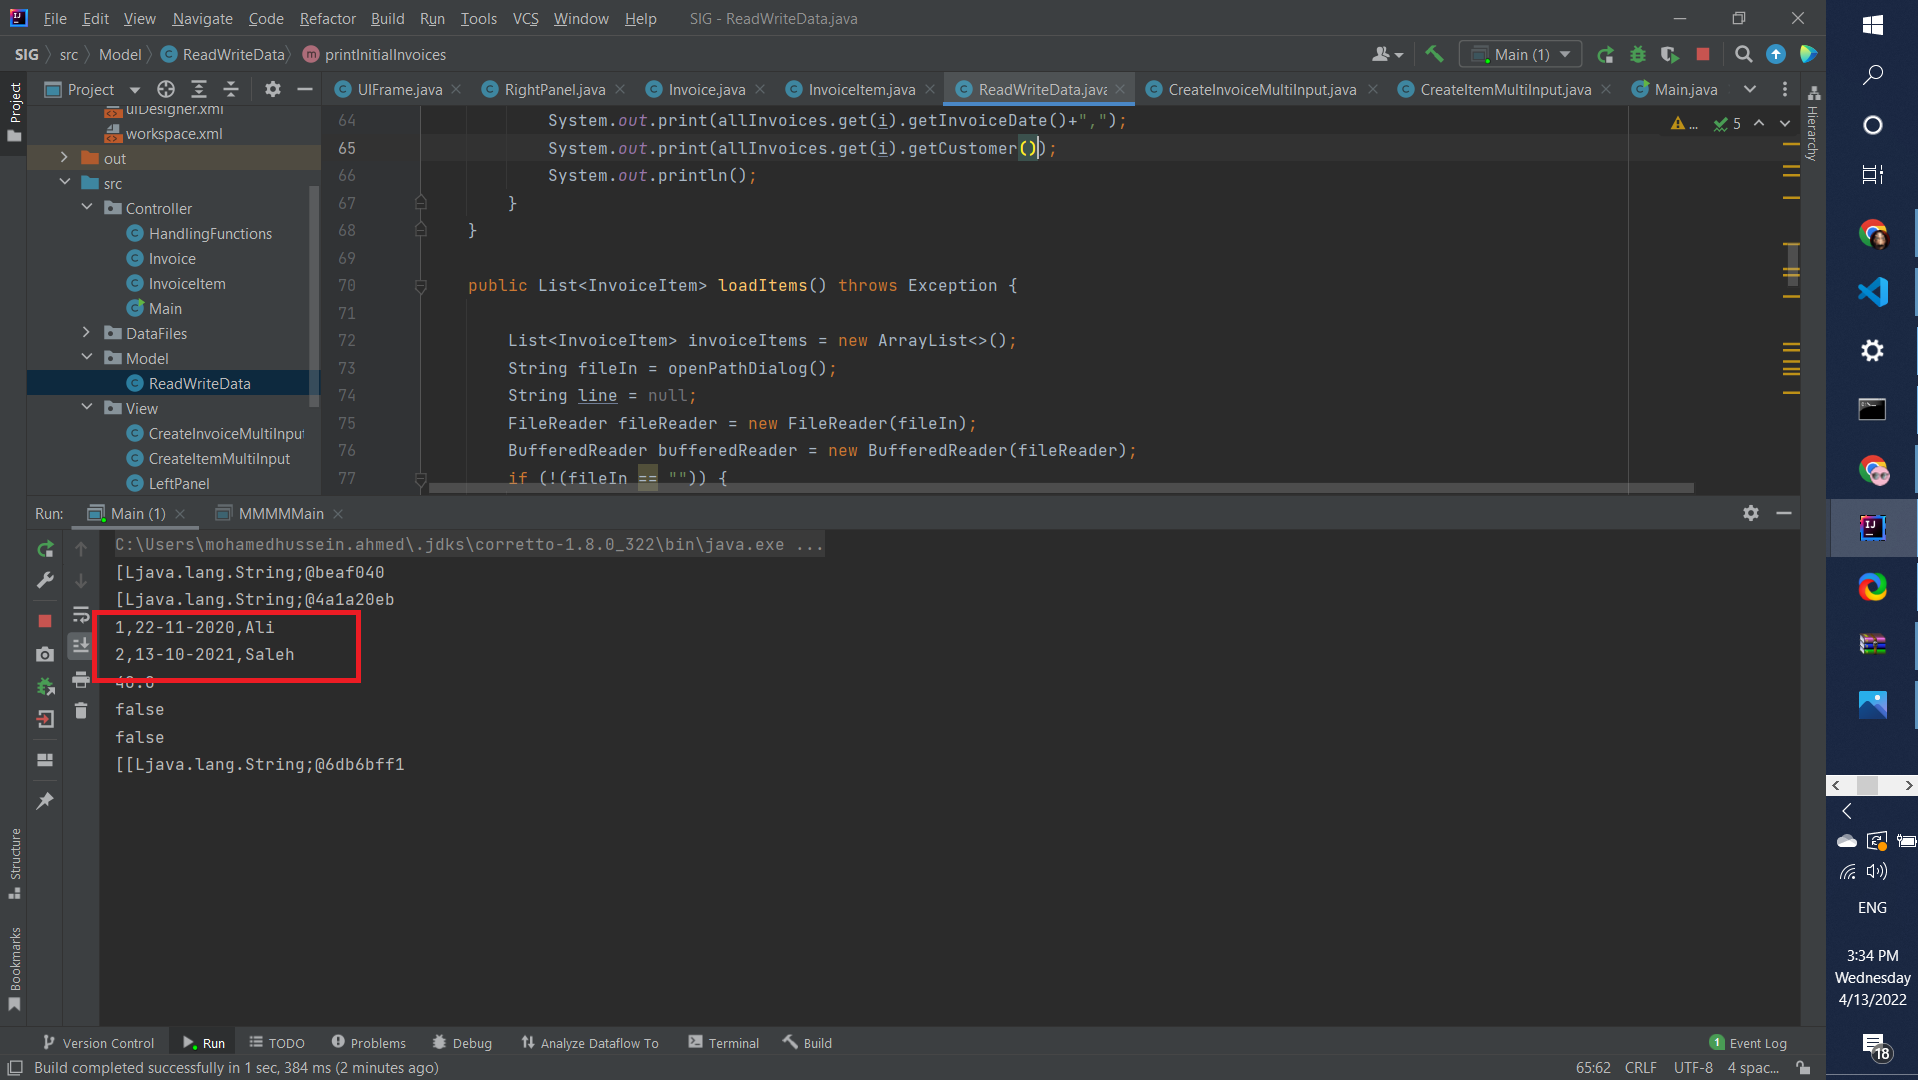 File Edit View Navigate Code Refactor Build Run Tools VCS Window Help SIG - ReadWriteData.java
SIG src Model ReadWriteData printInitialInvoices Main (1)
Project UIFrame.java RightPanel.java Invoice.java InvoiceItem.java ReadWriteData.java CreateInvoiceMultiInput.java CreateItemMultiInput.java Main.java
Project
uiDesigner.xml
workspace.xml
out
src
Controller
HandlingFunctions
Invoice
InvoiceItem
Main
DataFiles
Model
ReadWriteData
View
CreateInvoiceMultiInput
CreateItemMultiInput
LeftPanel
64 System.out.print(allInvoices.get(i).getInvoiceDate()+",");
65 System.out.print(allInvoices.get(i).getCustomer());
66 System.out.println();
67 }
68 }
69
70 public List<InvoiceItem> loadItems() throws Exception {
71
72 List<InvoiceItem> invoiceItems = new ArrayList<>();
73 String fileIn = openPathDialog();
74 String line = null;
75 FileReader fileReader = new FileReader(fileIn);
76 BufferedReader bufferedReader = new BufferedReader(fileReader);
77 if (!(fileIn == "")) {
... 5
Hierarchy
Run: Main (1) MMMMMain
C:\Users\mohamedhussein.ahmed\.jdks\corretto-1.8.0_322\bin\java.exe ...
[Ljava.lang.String;@beaf040
[Ljava.lang.String;@4a1a20eb
1,22-11-2020,Ali
2,13-10-2021,Saleh
false
false
[[Ljava.lang.String;@6db6bff1
Structure
Bookmarks
Version Control Run TODO Problems Debug Analyze Dataflow To Terminal Build 1 Event Log
Build completed successfully in 1 sec, 384 ms (2 minutes ago) 65:62 CRLF UTF-8 4 spac...
ENG
3:34 PM
Wednesday
4/13/2022
18